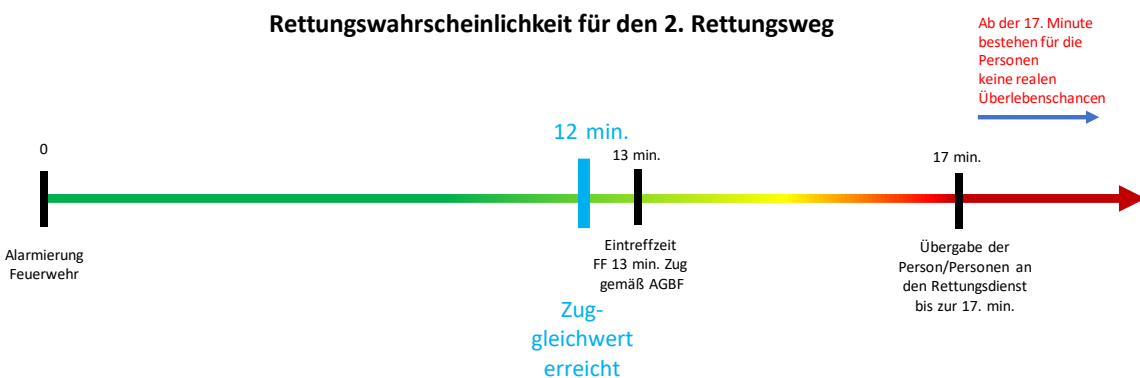 Rettungswahrscheinlichkeit für den 2. Rettungsweg
Ab der 17. Minute
bestehen für die
Personen
keine realen
Überlebenschancen
12 min.
0
13 min.
17 min.
Alarmierung
Feuerwehr
Eintreffzeit
FF 13 min. Zug
gemäß AGBF
Übergabe der
Person/Personen an
den Rettungsdienst
bis zur 17. min.
Zug-
gleichwert
erreicht